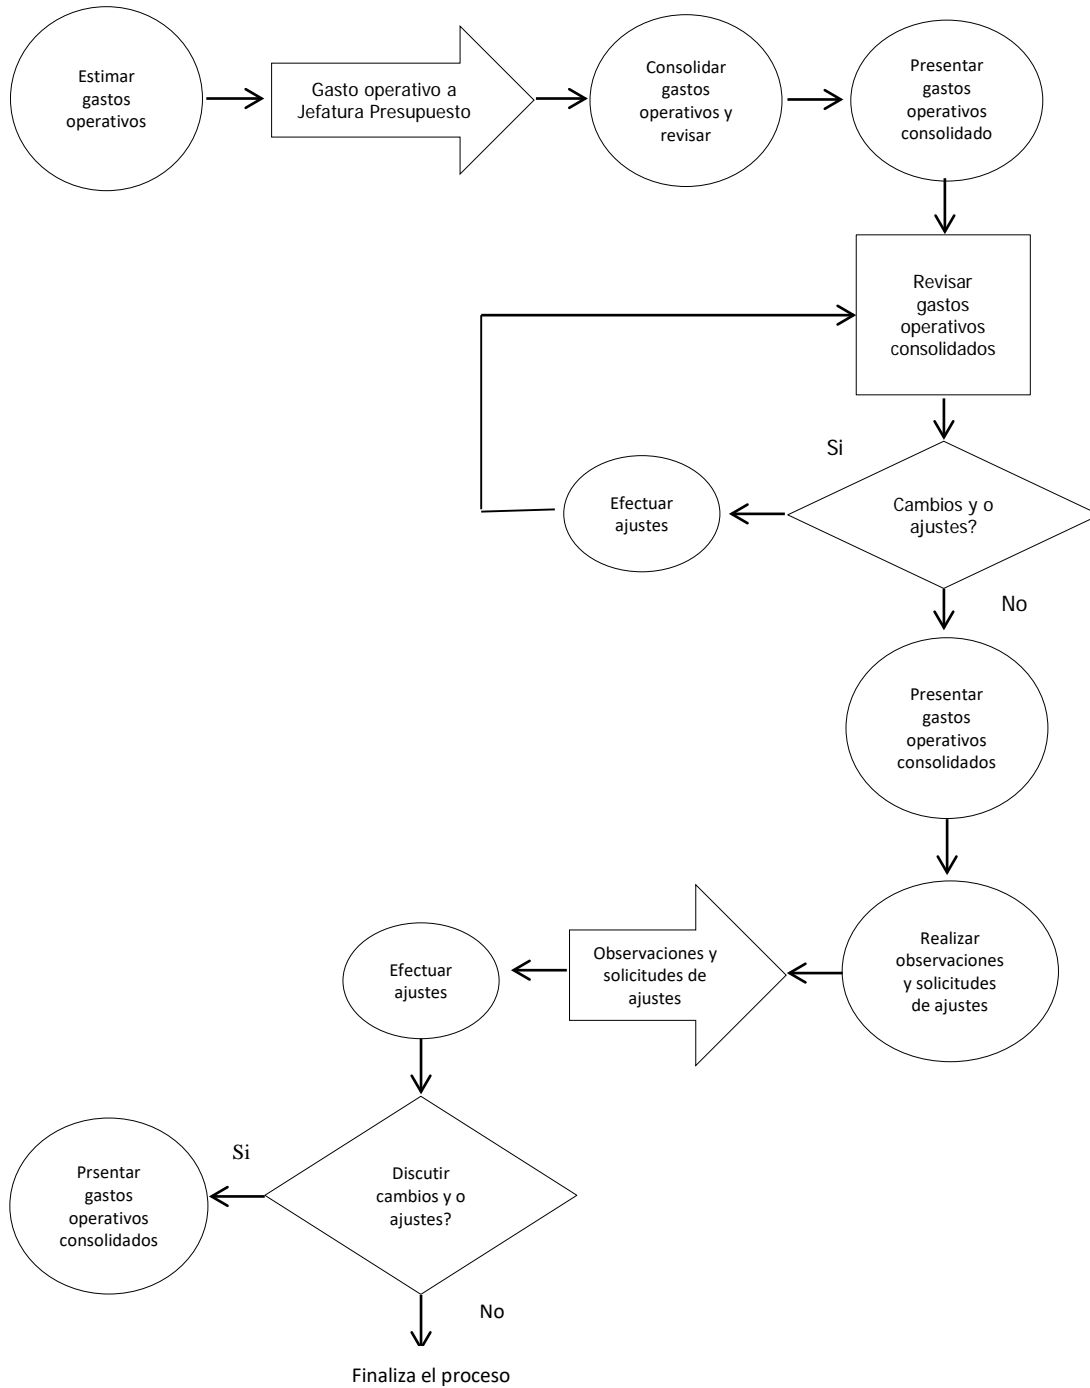 Estimar
gastos
operativos
Gasto operativo a
Jefatura Presupuesto
Consolidar
gastos
operativos y
revisar
Presentar
gastos
operativos
consolidado
Revisar
gastos
operativos
consolidados
Si
Cambios y o
ajustes?
Efectuar
ajustes
No
Presentar
gastos
operativos
consolidados
Realizar
observaciones
y solicitudes
de ajustes
Observaciones y
solicitudes de
ajustes
Efectuar
ajustes
Discutir
cambios y o
ajustes?
Si
Prsentar
gastos
operativos
consolidados
No
Finaliza el proceso